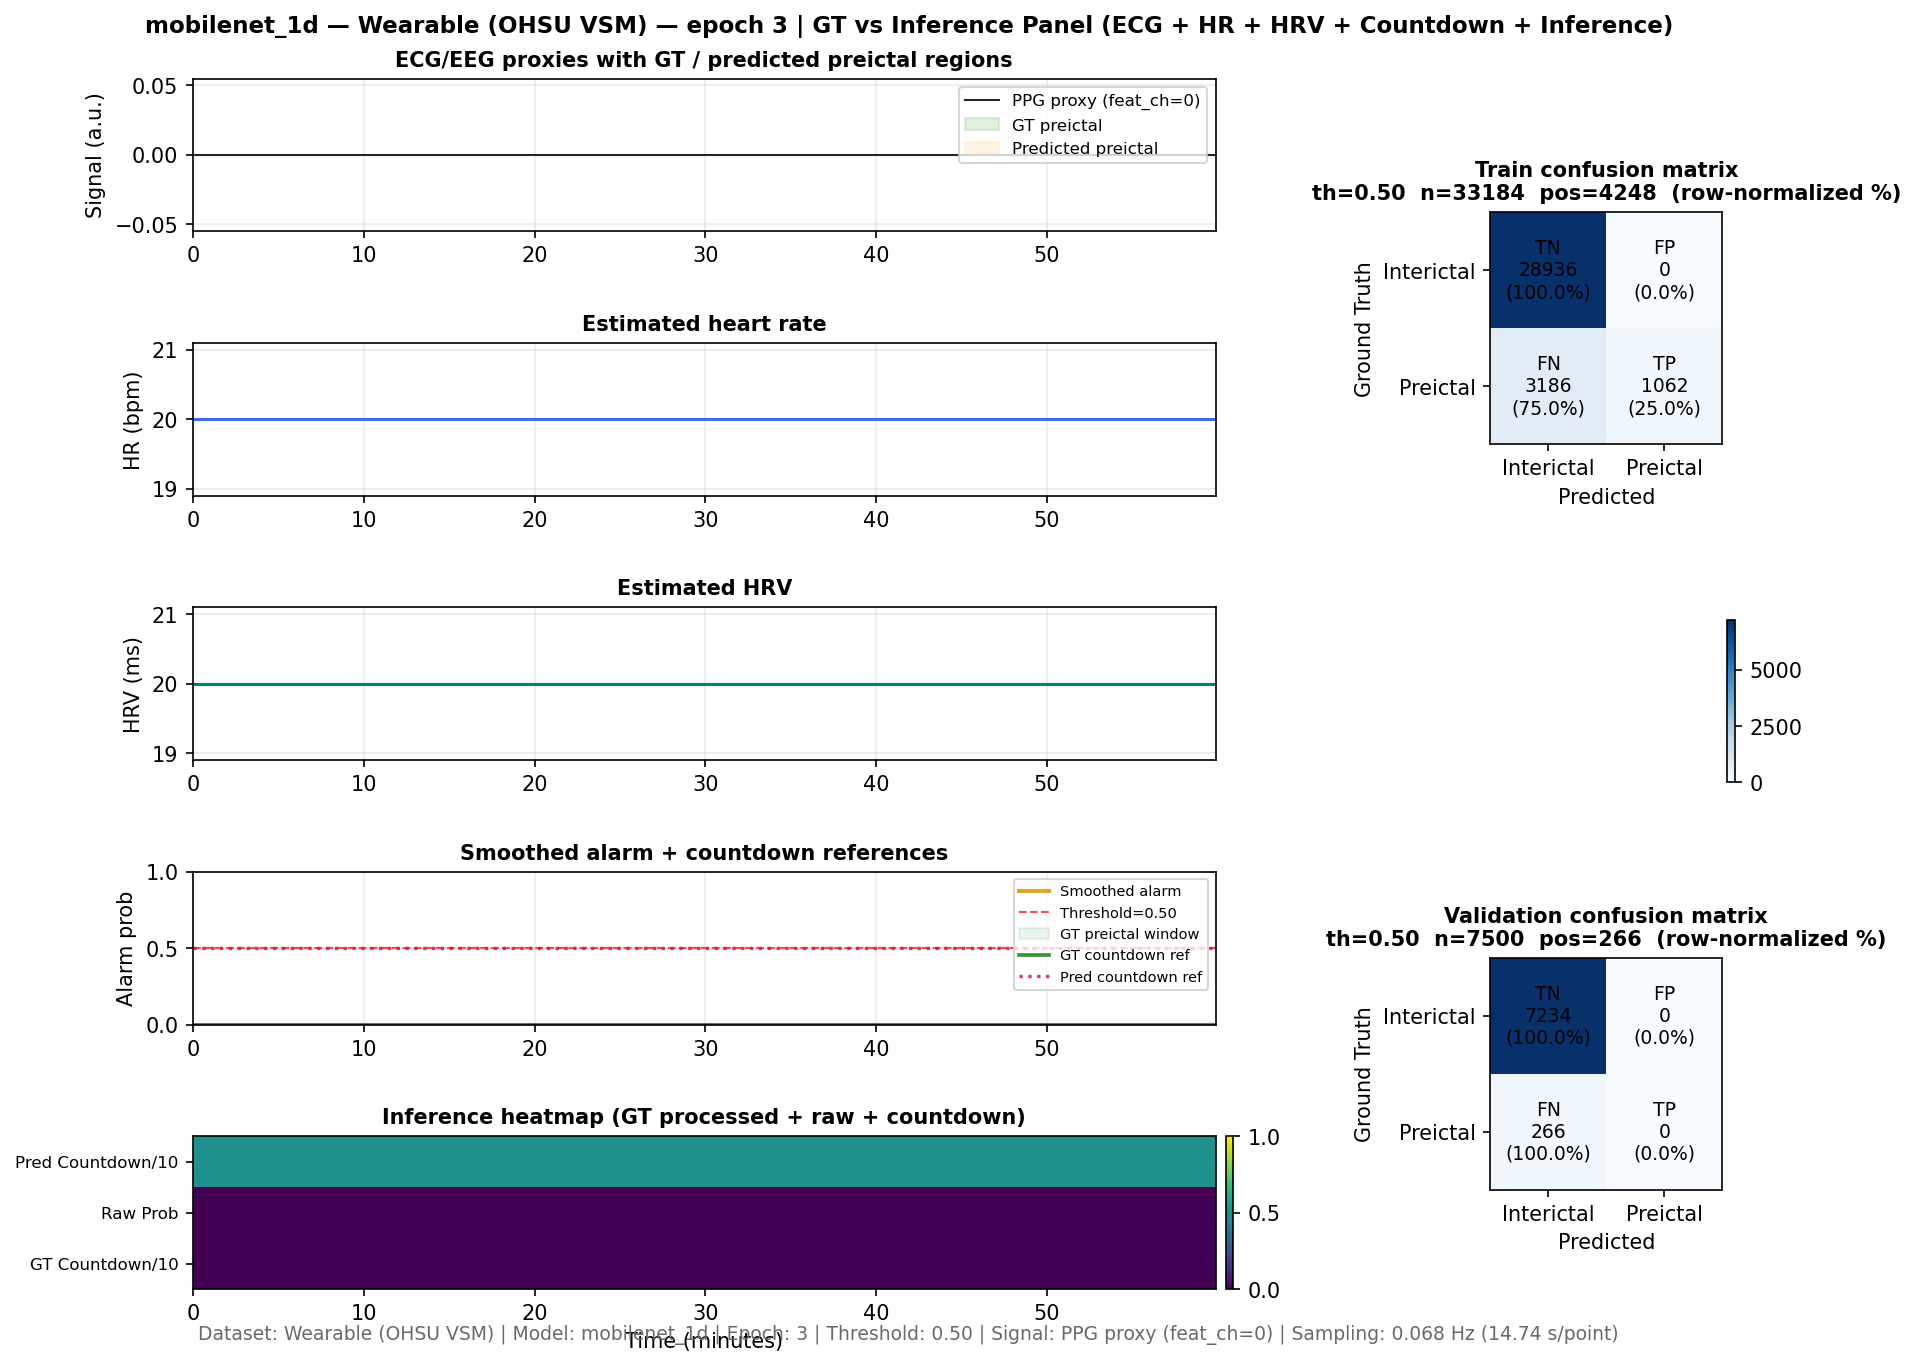 mobilenet_1d — Wearable (OHSU VSM) — epoch 3 | GT vs Inference Panel (ECG + HR + HRV + Countdown + Inference)
ECG/EEG proxies with GT / predicted preictal regions
Signal (a.u.)
0.05
0.00
−0.05
PPG proxy (feat_ch=0)
GT preictal
Predicted preictal
0 10 20 30 40 50
Estimated heart rate
HR (bpm)
21
20
19
0 10 20 30 40 50
Estimated HRV
HRV (ms)
21
20
19
0 10 20 30 40 50
Smoothed alarm + countdown references
Alarm prob
1.0
0.5
0.0
Smoothed alarm
Threshold=0.50
GT preictal window
GT countdown ref
Pred countdown ref
0 10 20 30 40 50
Inference heatmap (GT processed + raw + countdown)
Pred Countdown/10
Raw Prob
GT Countdown/10
1.0
0.5
0.0
0 10 20 30 40 50
Time (minutes)
Train confusion matrix
th=0.50 n=33184 pos=4248 (row-normalized %)
Ground Truth
Interictal
Preictal
TN
28936
(100.0%)
FP
0
(0.0%)
FN
3186
(75.0%)
TP
1062
(25.0%)
Interictal Preictal
Predicted
5000
2500
0
Validation confusion matrix
th=0.50 n=7500 pos=266 (row-normalized %)
Ground Truth
Interictal
Preictal
TN
7234
(100.0%)
FP
0
(0.0%)
FN
266
(100.0%)
TP
0
(0.0%)
Interictal Preictal
Predicted
Dataset: Wearable (OHSU VSM) | Model: mobilenet_1d | Epoch: 3 | Threshold: 0.50 | Signal: PPG proxy (feat_ch=0) | Sampling: 0.068 Hz (14.74 s/point)